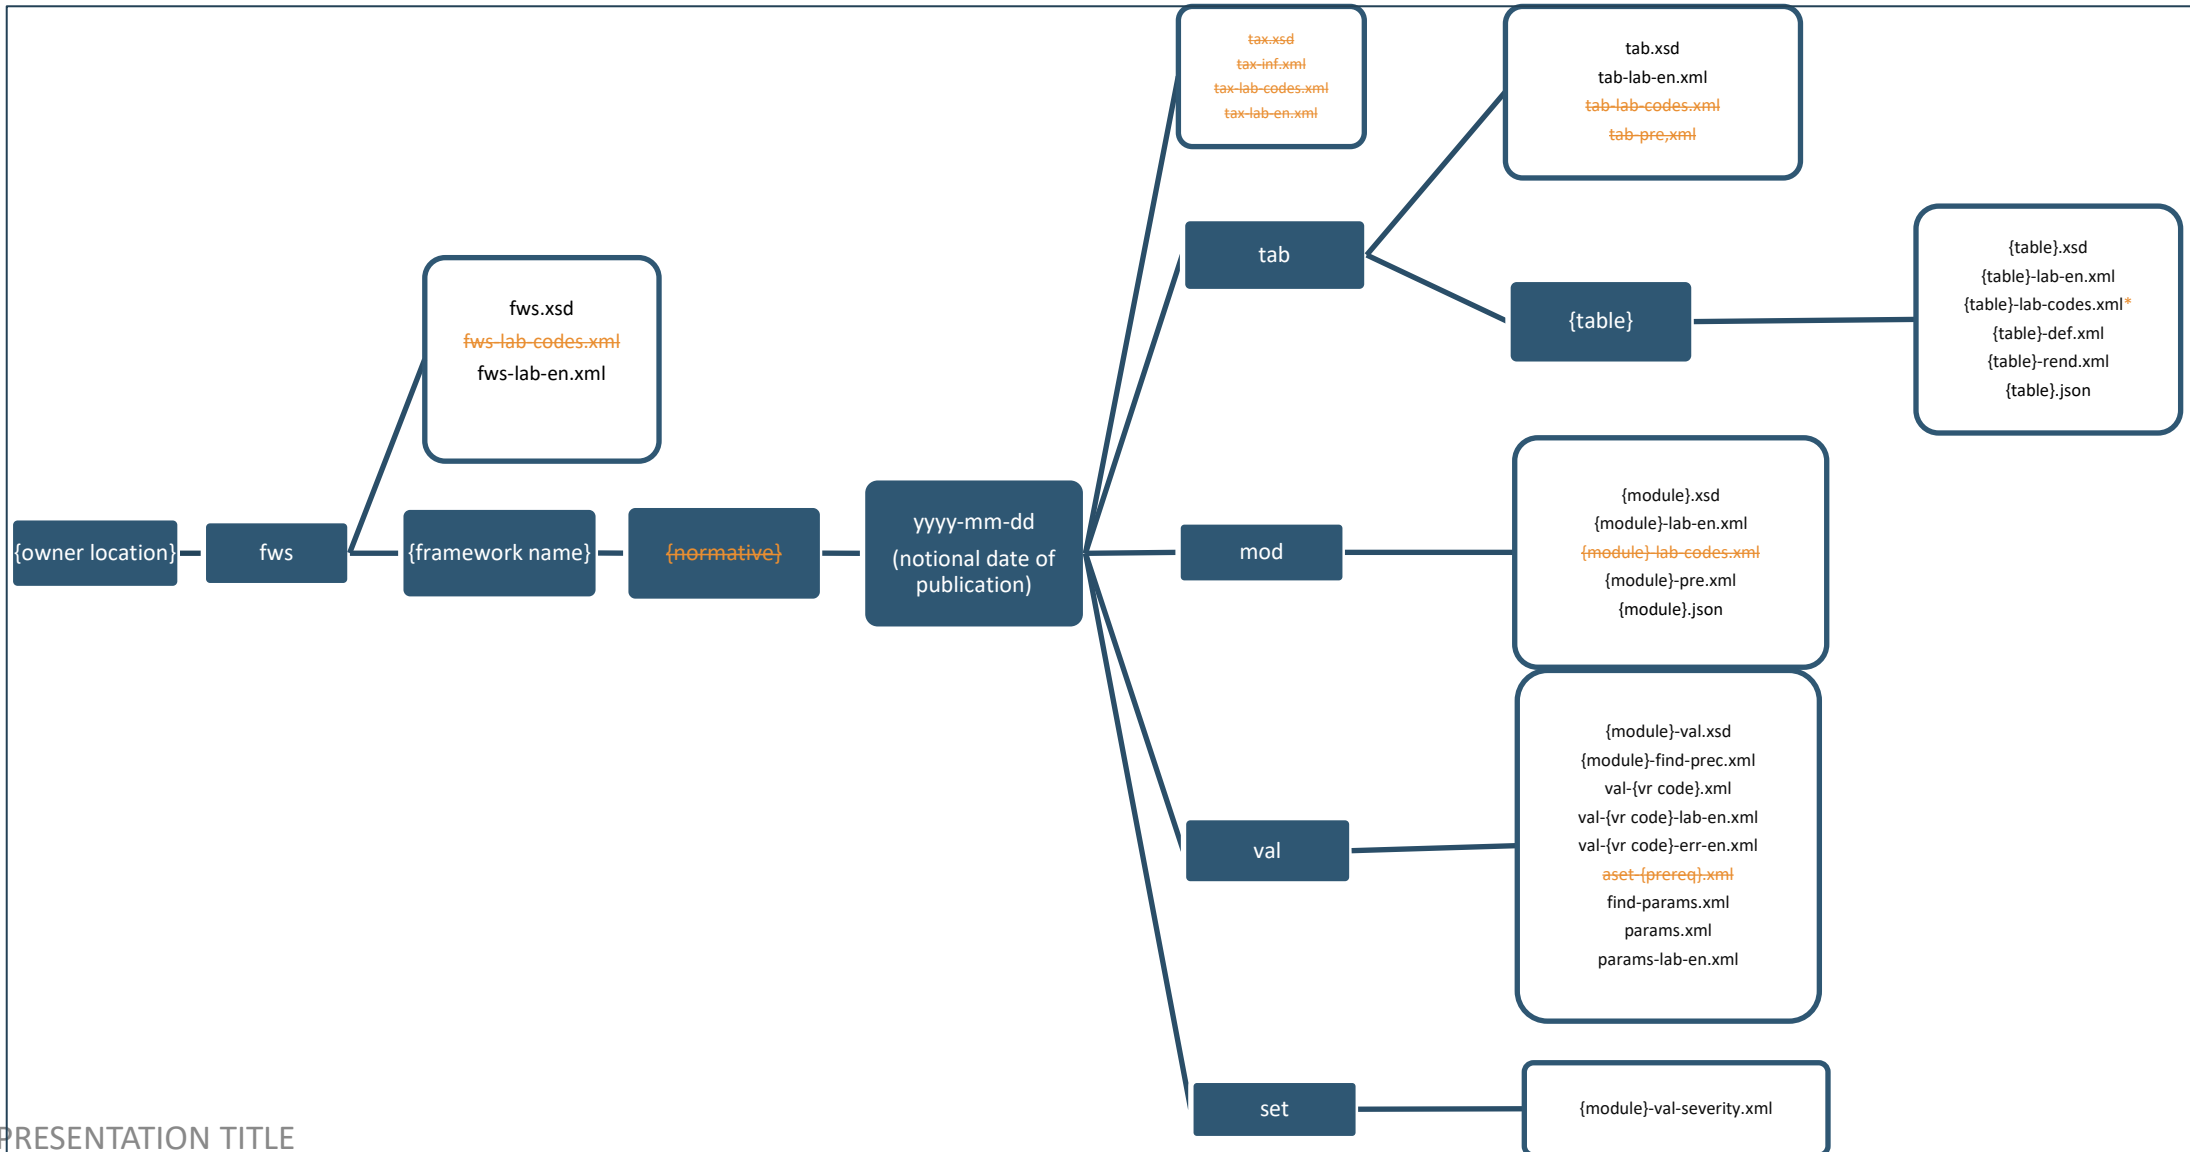 tax.xsd
tax-inf.xml
tax-lab-codes.xml
tax-lab-en.xml
tab.xsd
tab-lab-en.xml
tab-lab-codes.xml
tab-pre,xml
tab
{table}
{table}.xsd
{table}-lab-en.xml
{table}-lab-codes.xml*
{table}-def.xml
{table}-rend.xml
{table}.json
fws.xsd
fws-lab-codes.xml
fws-lab-en.xml
{owner location}
fws
{framework name}
{normative}
yyyy-mm-dd
(notional date of
publication)
mod
{module}.xsd
{module}-lab-en.xml
{module}-lab-codes.xml
{module}-pre.xml
{module}.json
val
{module}-val.xsd
{module}-find-prec.xml
val-{vr code}.xml
val-{vr code}-lab-en.xml
val-{vr code}-err-en.xml
aset-{prereq}.xml
find-params.xml
params.xml
params-lab-en.xml
set
{module}-val-severity.xml
PRESENTATION TITLE